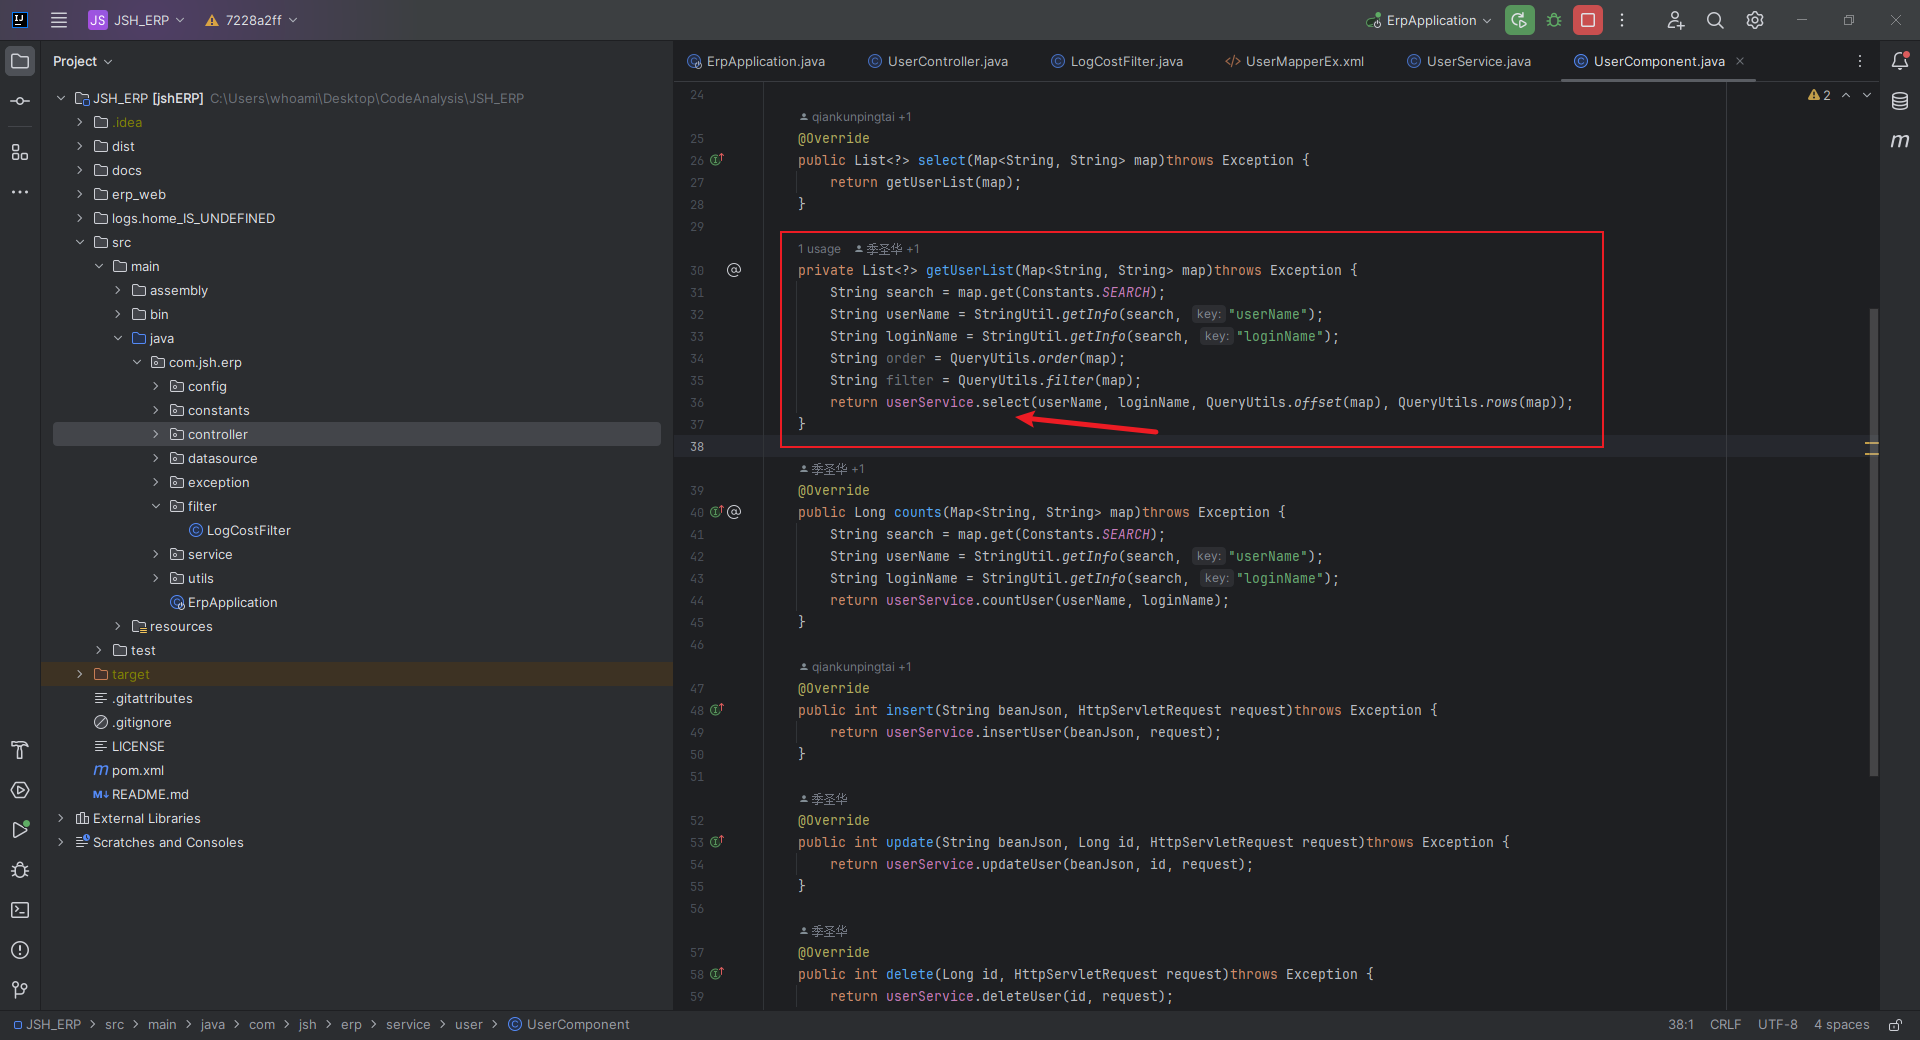 JS JSH_ERP 7228a2ff ErpApplication
Project
JSH_ERP [jshERP] C:\Users\whoami\Desktop\CodeAnalysis\JSH_ERP
.idea
dist
docs
erp_web
logs.home_IS_UNDEFINED
src
main
assembly
bin
java
com.jsh.erp
config
constants
controller
datasource
exception
filter
LogCostFilter
service
utils
ErpApplication
resources
test
target
.gitattributes
.gitignore
LICENSE
pom.xml
README.md
External Libraries
Scratches and Consoles
ErpApplication.java UserController.java LogCostFilter.java UserMapperEx.xml UserService.java UserComponent.java
2
24
qiankunpingtai +1
25 @Override
26 public List<?> select(Map<String, String> map)throws Exception {
27 return getUserList(map);
28 }
29
1 usage 季圣华 +1
30 private List<?> getUserList(Map<String, String> map)throws Exception {
31 String search = map.get(Constants.SEARCH);
32 String userName = StringUtil.getInfo(search, key: "userName");
33 String loginName = StringUtil.getInfo(search, key: "loginName");
34 String order = QueryUtils.order(map);
35 String filter = QueryUtils.filter(map);
36 return userService.select(userName, loginName, QueryUtils.offset(map), QueryUtils.rows(map));
37 }
38
季圣华 +1
39 @Override
40 public Long counts(Map<String, String> map)throws Exception {
41 String search = map.get(Constants.SEARCH);
42 String userName = StringUtil.getInfo(search, key: "userName");
43 String loginName = StringUtil.getInfo(search, key: "loginName");
44 return userService.countUser(userName, loginName);
45 }
46
qiankunpingtai +1
47 @Override
48 public int insert(String beanJson, HttpServletRequest request)throws Exception {
49 return userService.insertUser(beanJson, request);
50 }
51
季圣华
52 @Override
53 public int update(String beanJson, Long id, HttpServletRequest request)throws Exception {
54 return userService.updateUser(beanJson, id, request);
55 }
56
季圣华
57 @Override
58 public int delete(Long id, HttpServletRequest request)throws Exception {
59 return userService.deleteUser(id, request);
JSH_ERP > src > main > java > com > jsh > erp > service > user > UserComponent
38:1 CRLF UTF-8 4 spaces